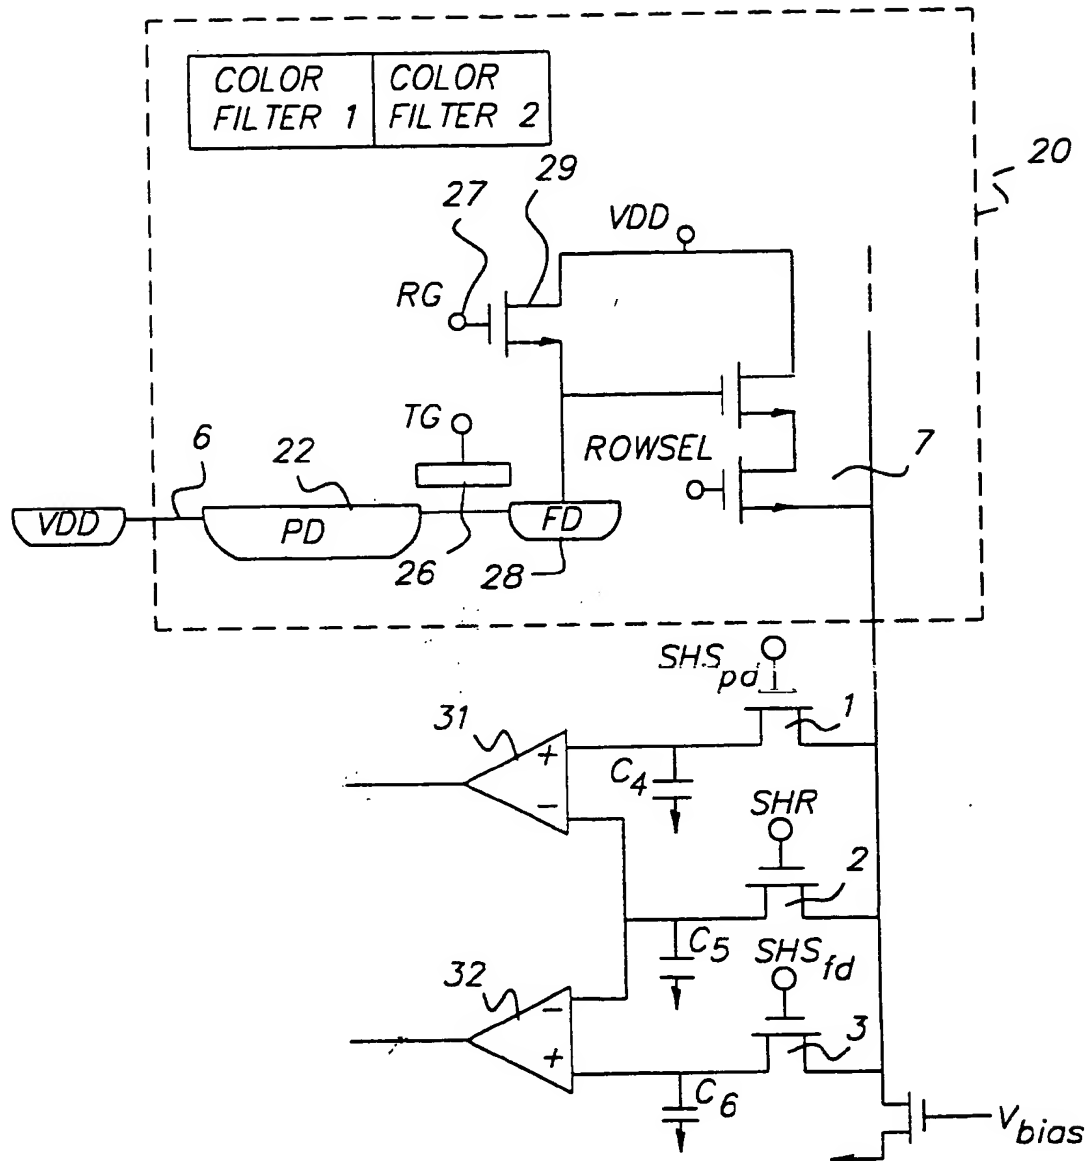 COLOR FILTER 1
COLOR FILTER 2
20
27
29
VDD
RG
TG
ROWSEL
7
6
22
VDD
PD
FD
26
28
SHS pd
31
1
+
C4
−
SHR
2
C5
SHS fd
32
−
3
+
C6
Vbias